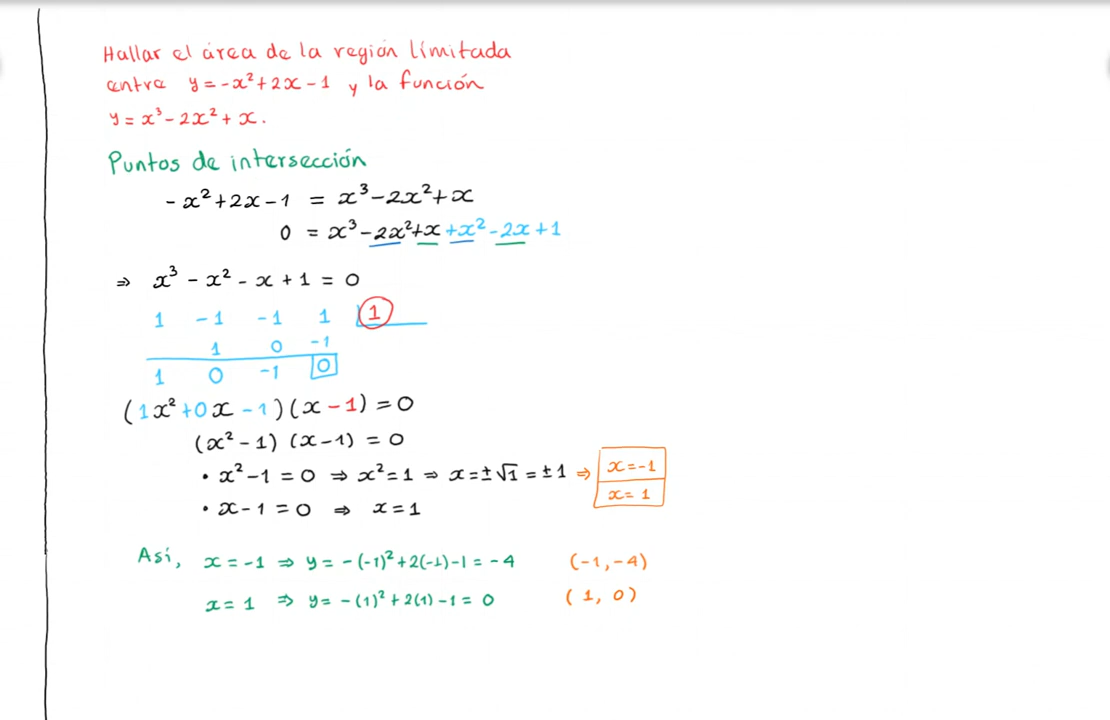 Hallar el área de la región limitada
entre y = -x² + 2x - 1 y la función
y = x³ - 2x² + x.
Puntos de intersección
-x² + 2x - 1 = x³ - 2x² + x
0 = x³ - 2x² + x + x² - 2x + 1
⇒ x³ - x² - x + 1 = 0
1 -1 -1 1 1
1 0 -1
1 0 -1 0
(1x² + 0x - 1)(x - 1) = 0
(x² - 1)(x - 1) = 0
• x² - 1 = 0 ⇒ x² = 1 ⇒ x = ±√1 = ±1 ⇒ x = -1
x = 1
• x - 1 = 0 ⇒ x = 1
Así, x = -1 ⇒ y = -(-1)² + 2(-1) - 1 = -4 (-1, -4)
x = 1 ⇒ y = -(1)² + 2(1) - 1 = 0 (1, 0)